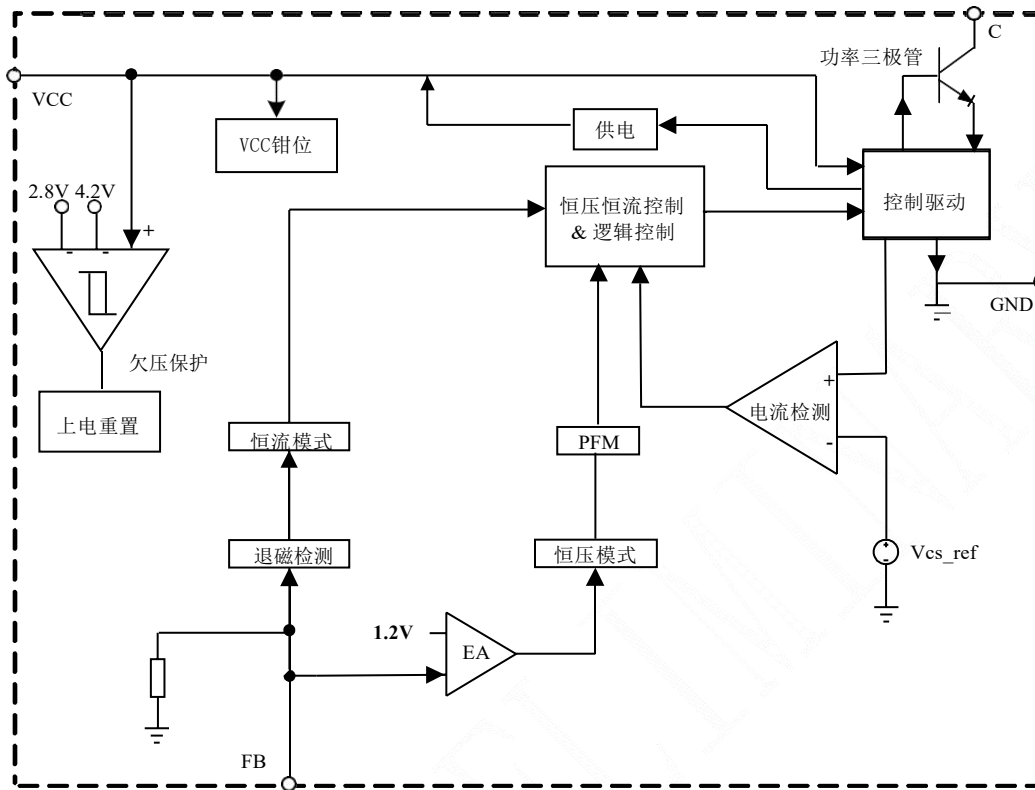 C
功率三极管
VCC
VCC钳位
供电
2.8V 4.2V
+
-
-
恒压恒流控制
& 逻辑控制
控制驱动
GND
欠压保护
上电重置
+
电流检测
-
恒流模式
PFM
退磁检测
恒压模式
+
-
Vcs_ref
1.2V
EA
FB